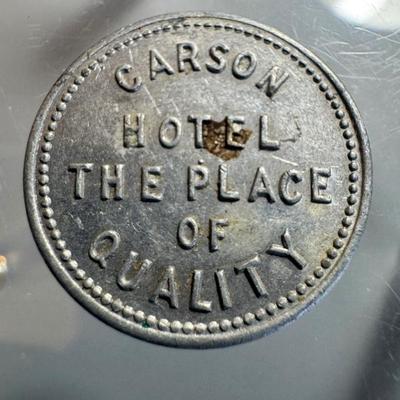 CARSON
HOTEL
THE PLACE
OF
QUALITY